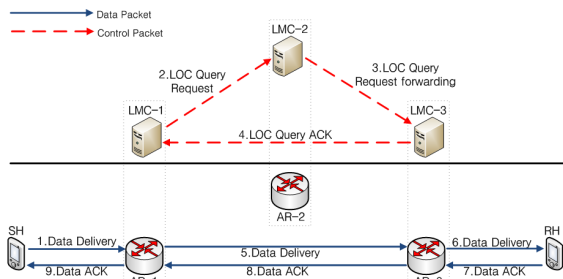 Data Packet
Control Packet
LMC-2
2.LOC Query
Request
3.LOC Query
Request forwarding
LMC-1
LMC-3
4.LOC Query ACK
AR-2
SH
RH
1.Data Delivery
5.Data Delivery
6.Data Delivery
9.Data ACK
8.Data ACK
7.Data ACK